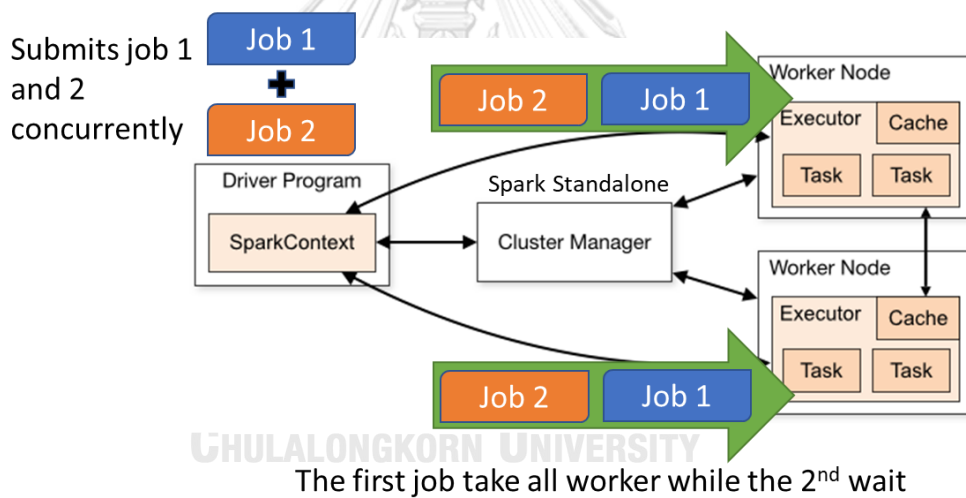 Submits job 1
and 2
concurrently
Job 1
Job 2
Job 2
Job 1
Driver Program
SparkContext
Spark Standalone
Cluster Manager
Worker Node
Executor
Cache
Task
Task
Worker Node
Executor
Cache
Task
Task
Job 2
Job 1
CHULALONGKORN UNIVERSITY
The first job take all worker while the 2nd wait